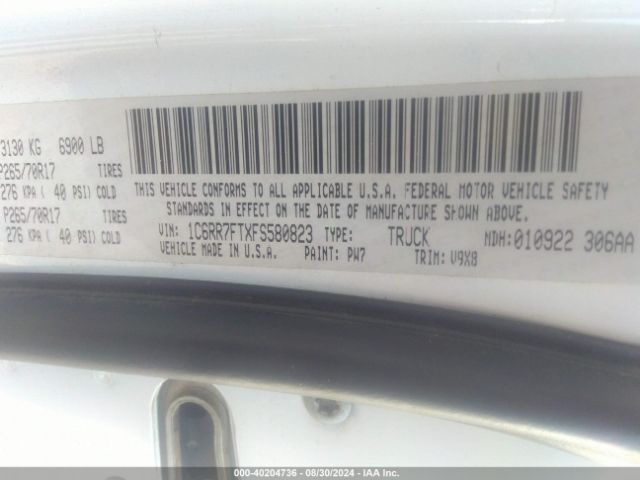 3130 KG 6900 LB
P265/70R17 TIRES
276 KPA ( 40 PSI) COLD
P265/70R17 TIRES
276 KPA ( 40 PSI) COLD
THIS VEHICLE CONFORMS TO ALL APPLICABLE U.S.A. FEDERAL MOTOR VEHICLE SAFETY
STANDARDS IN EFFECT ON THE DATE OF MANUFACTURE SHOWN ABOVE.
VIN: 1C6RR7FTXFS580823 TYPE: TRUCK MDH:010922 306AA
MADE IN U.S.A. PAINT: PW7 TRIM: V9X8
000-40204736 - 08/30/2024 - IAA Inc.